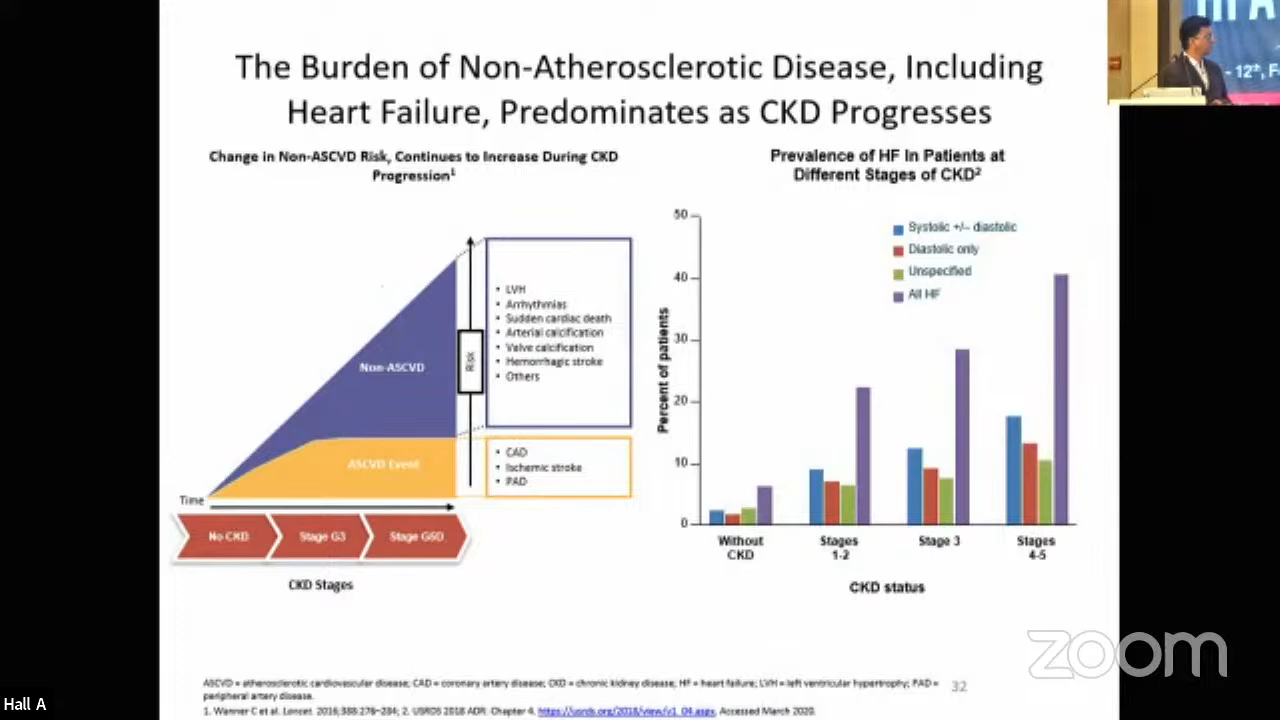 The Burden of Non-Atherosclerotic Disease, Including
Heart Failure, Predominates as CKD Progresses
Change in Non-ASCVD Risk, Continues to Increase During CKD
Progression¹
Non-ASCVD
ASCVD Event
Risk
• LVH
• Arrhythmias
• Sudden cardiac death
• Arterial calcification
• Valve calcification
• Hemorrhagic stroke
• Others
• CAD
• Ischemic stroke
• PAD
Time
No CKD
Stage G3
Stage G5D
CKD Stages
Prevalence of HF In Patients at
Different Stages of CKD²
Percent of patients
50
40
30
20
10
0
Systolic +/– diastolic
Diastolic only
Unspecified
All HF
Without
CKD
Stages
1-2
Stage 3
Stages
4-5
CKD status
ASCVD = atherosclerotic cardiovascular disease; CAD = coronary artery disease; CKD = chronic kidney disease; HF = heart failure; LVH = left ventricular hypertrophy; PAD =
peripheral artery disease.
1. Wanner C et al. Lancet. 2016;388:276–284; 2. USRDS 2018 ADR. Chapter 4. https://usrds.org/2018/view/v1_04.aspx. Accessed March 2020.
32
zoom
Hall A
- 12th, F